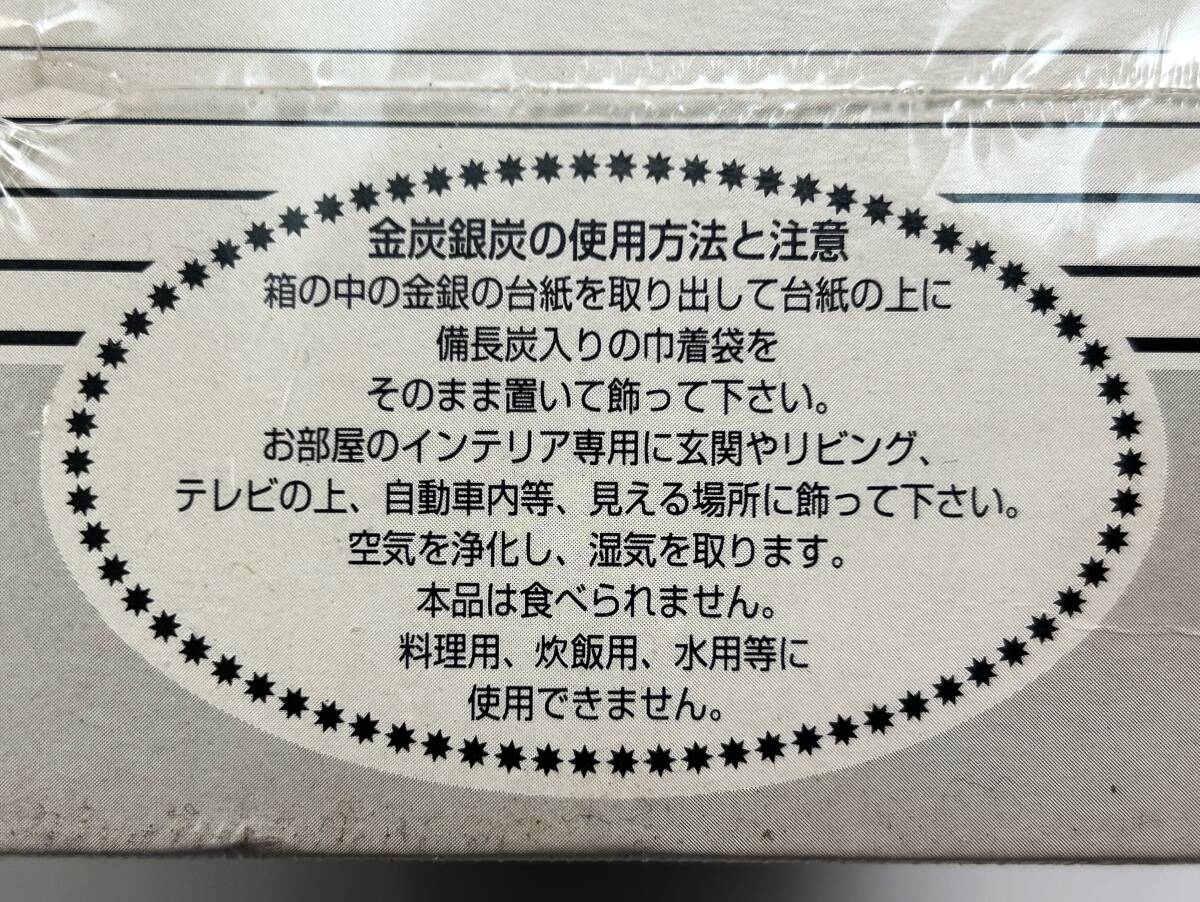 金炭銀炭の使用方法と注意
箱の中の金銀の台紙を取り出して台紙の上に
備長炭入りの巾着袋を
そのまま置いて飾って下さい。
お部屋のインテリア専用に玄関やリビング、
テレビの上、自動車内等、見える場所に飾って下さい。
空気を浄化し、湿気を取ります。
本品は食べられません。
料理用、炊飯用、水用等に
使用できません。